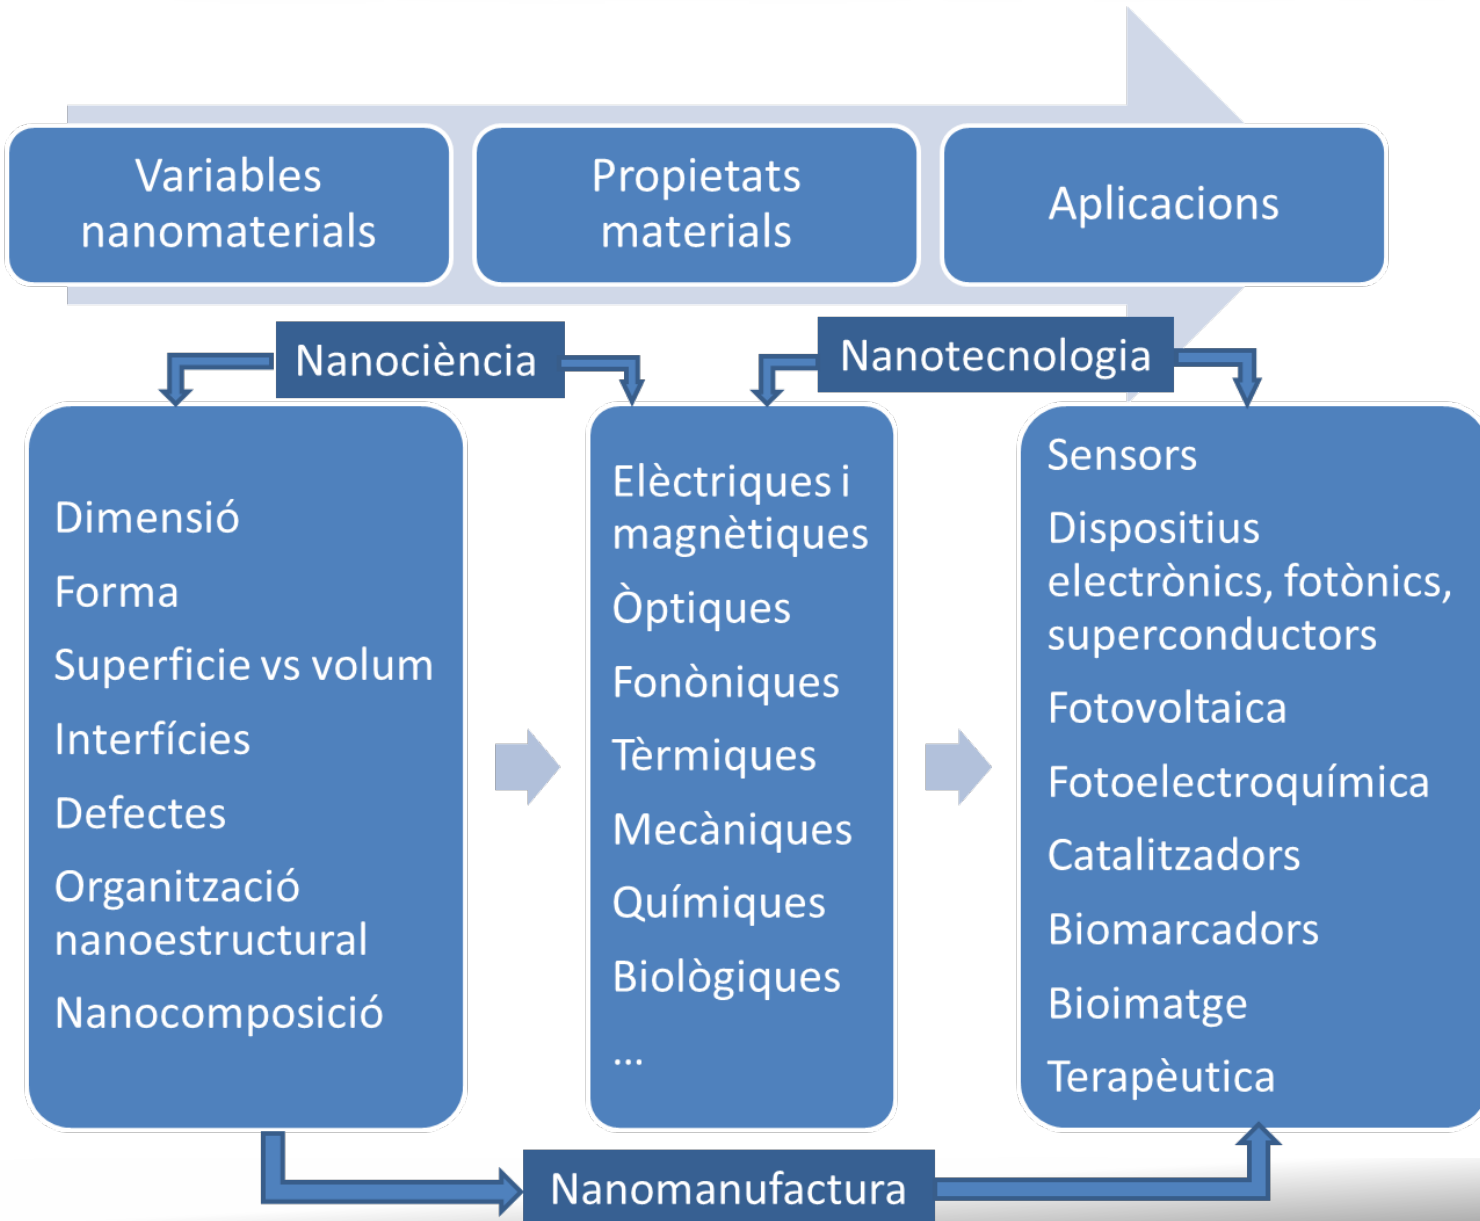 Variables
nanomaterials
Propietats
materials
Aplicacions
Nanociència
Nanotecnologia
Dimensió
Forma
Superficie vs volum
Interfícies
Defectes
Organització
nanoestructural
Nanocomposició
Elèctriques i
magnètiques
Òptiques
Fonòniques
Tèrmiques
Mecàniques
Químiques
Biològiques
...
Sensors
Dispositius
electrònics, fotònics,
superconductors
Fotovoltaica
Fotoelectroquímica
Catalitzadors
Biomarcadors
Bioimatge
Terapèutica
Nanomanufactura